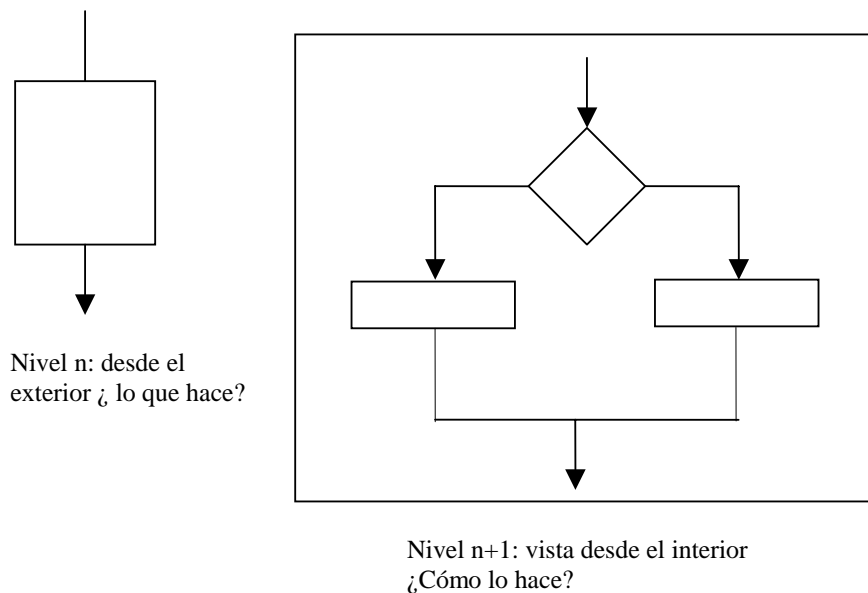 Nivel n: desde el
exterior ¿ lo que hace?
Nivel n+1: vista desde el interior
¿Cómo lo hace?